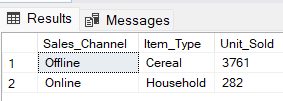 Results Messages
Sales_Channel Item_Type Unit_Sold
1 Offline Cereal 3761
2 Online Household 282